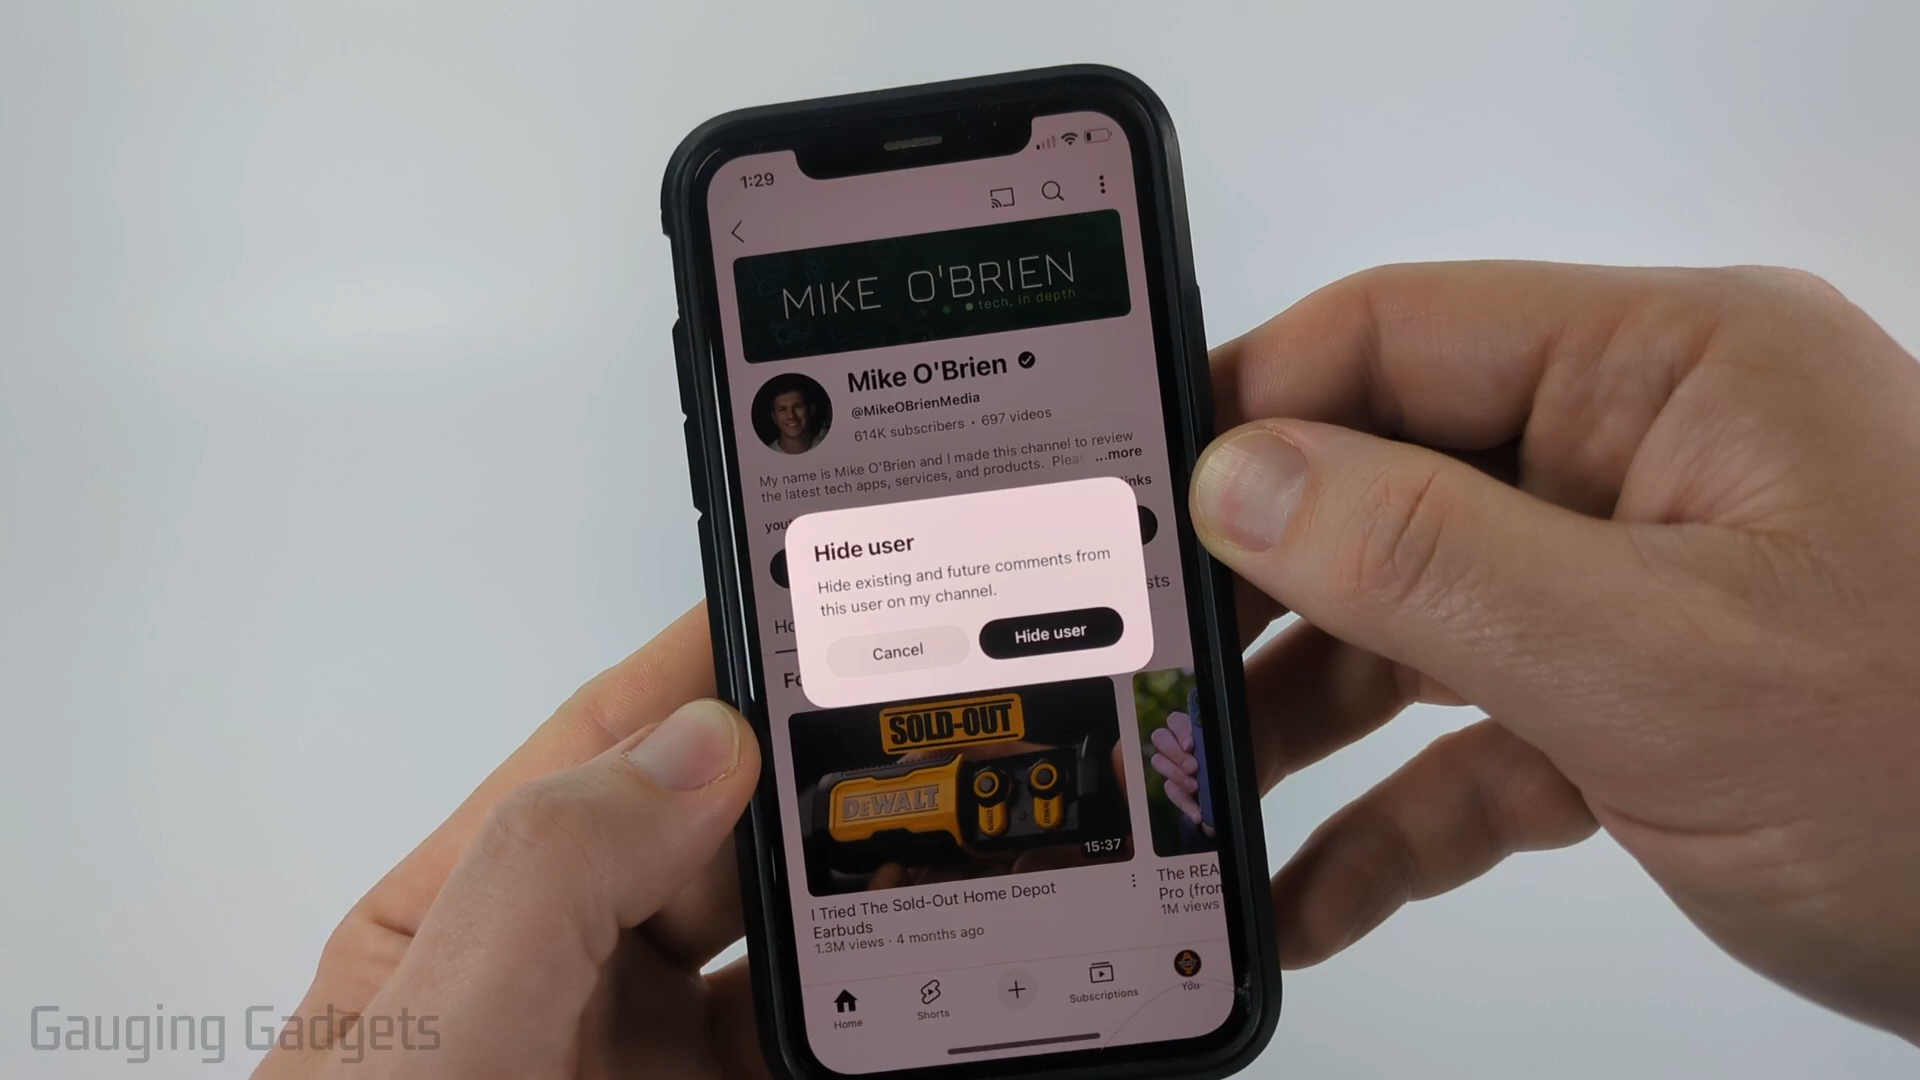 1:29
MIKE O'BRIEN
tech, in depth
Mike O'Brien
@MikeOBrienMedia
614K subscribers • 697 videos
My name is Mike O'Brien and I made this channel to review
the latest tech apps, services, and products. Pleas ...more
links
Hide user
Hide existing and future comments from
this user on my channel.
Cancel
Hide user
SOLD-OUT
DEWALT
15:37
I Tried The Sold-Out Home Depot
Earbuds
1.3M views · 4 months ago
The REA
Pro (from
1M views
Home
Shorts
Subscriptions
You
Gauging Gadgets